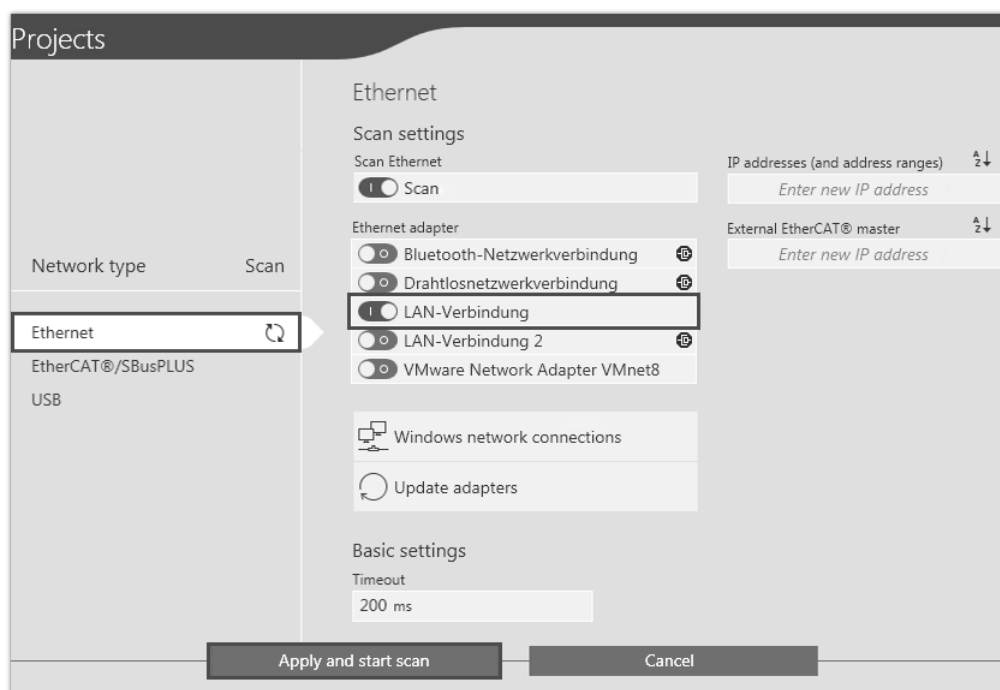 Projects
Network type Scan
Ethernet
EtherCAT®/SBusPLUS
USB
Ethernet
Scan settings
Scan Ethernet
Scan
Ethernet adapter
Bluetooth-Netzwerkverbindung
Drahtlosnetzwerkverbindung
LAN-Verbindung
LAN-Verbindung 2
VMware Network Adapter VMnet8
Windows network connections
Update adapters
Basic settings
Timeout
200 ms
IP addresses (and address ranges)
Enter new IP address
External EtherCAT® master
Enter new IP address
Apply and start scan
Cancel